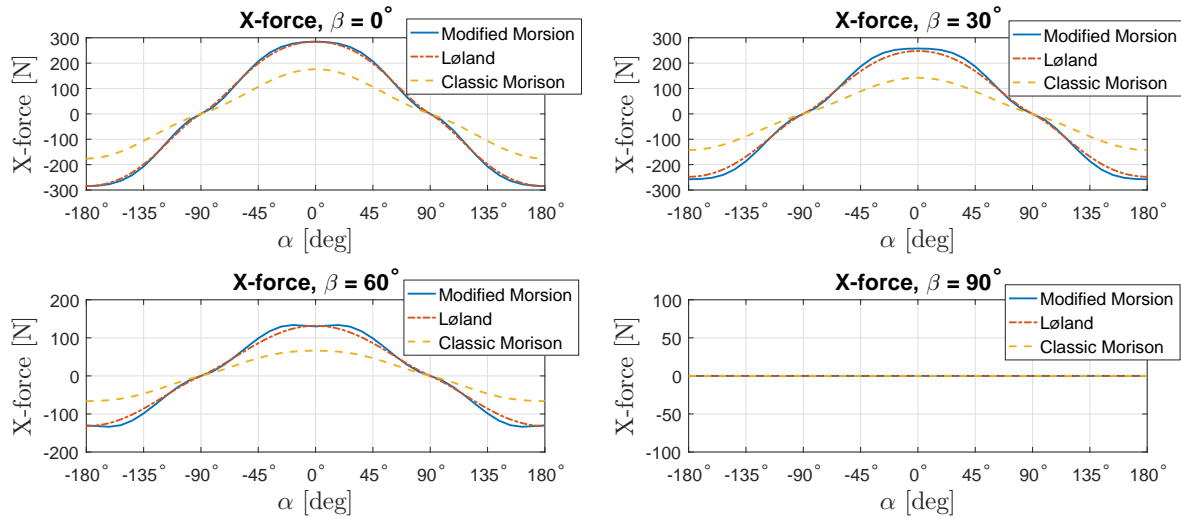 X-force, β = 0°
X-force [N]
300
200
100
0
-100
-200
-300
-180° -135° -90° -45° 0° 45° 90° 135° 180°
α [deg]
Modified Morsion
Løland
Classic Morison
X-force, β = 30°
X-force [N]
300
200
100
0
-100
-200
-300
-180° -135° -90° -45° 0° 45° 90° 135° 180°
α [deg]
Modified Morsion
Løland
Classic Morison
X-force, β = 60°
X-force [N]
200
100
0
-100
-200
-180° -135° -90° -45° 0° 45° 90° 135° 180°
α [deg]
Modified Morsion
Løland
Classic Morison
X-force, β = 90°
X-force [N]
100
50
0
-50
-100
-180° -135° -90° -45° 0° 45° 90° 135° 180°
α [deg]
Modified Morsion
Løland
Classic Morison